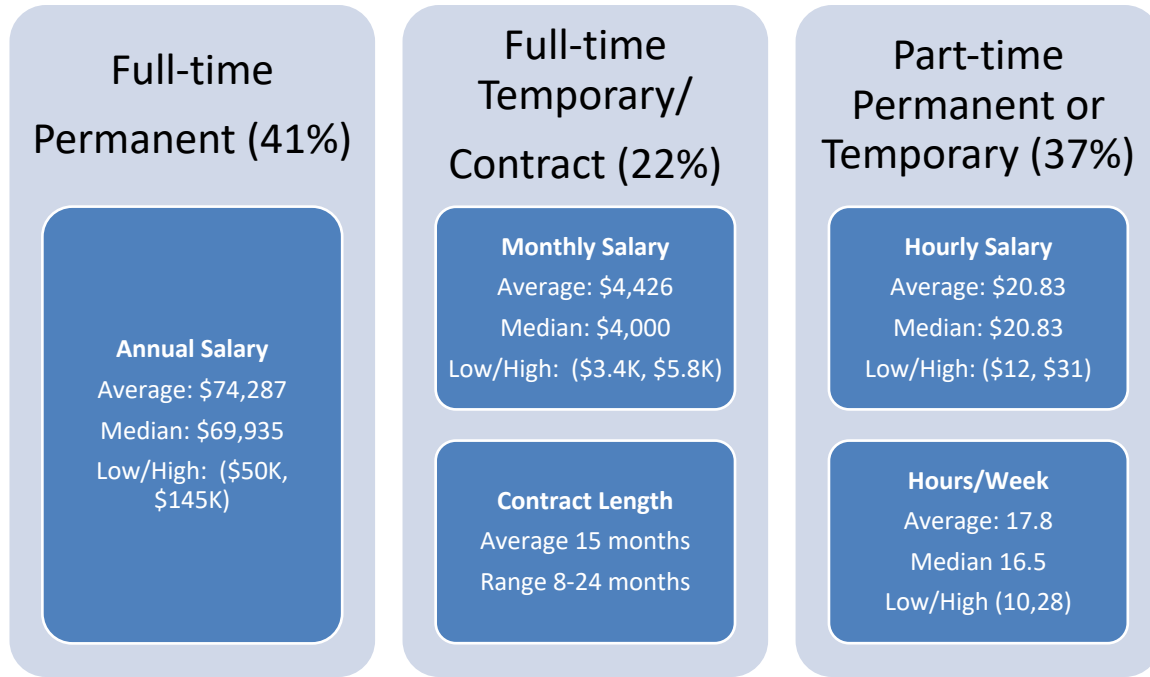 Full-time
Permanent (41%)
Annual Salary
Average: $74,287
Median: $69,935
Low/High:  ($50K,
$145K)
Full-time
Temporary/
Contract (22%)
Monthly Salary
Average: $4,426
Median: $4,000
Low/High:  ($3.4K, $5.8K)
Contract Length
Average 15 months
Range 8-24 months
Part-time
Permanent or
Temporary (37%)
Hourly Salary
Average: $20.83
Median: $20.83
Low/High: ($12, $31)
Hours/Week
Average: 17.8
Median 16.5
Low/High (10,28)